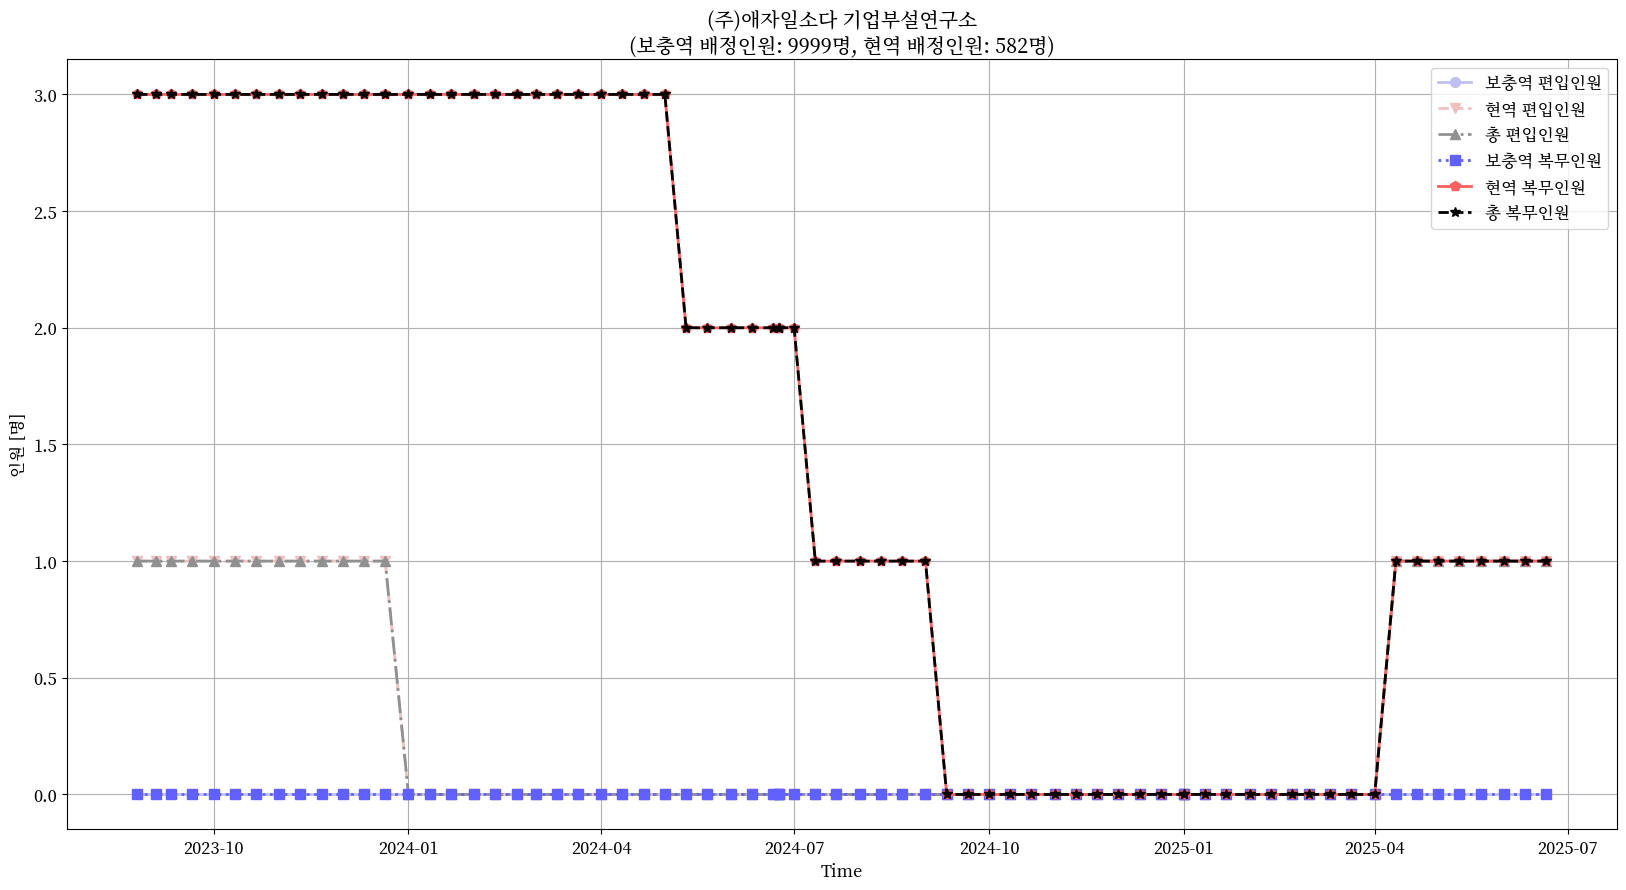 (주)애자일소다 기업부설연구소
(보충역 배정인원: 9999명, 현역 배정인원: 582명)
보충역 편입인원
현역 편입인원
총 편입인원
보충역 복무인원
현역 복무인원
총 복무인원
인원 [명]
3.0
2.5
2.0
1.5
1.0
0.5
0.0
2023-10
2024-01
2024-04
2024-07
2024-10
2025-01
2025-04
2025-07
Time